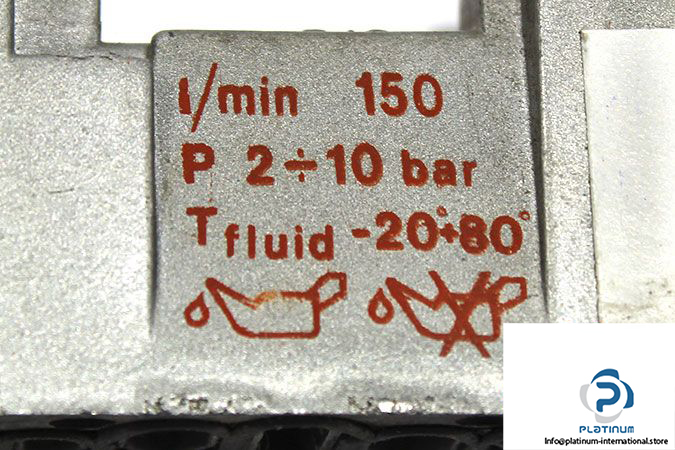 l/min 150
P 2÷10 bar
T fluid -20°÷80°
PLATINUM
Info@platinum-international.store